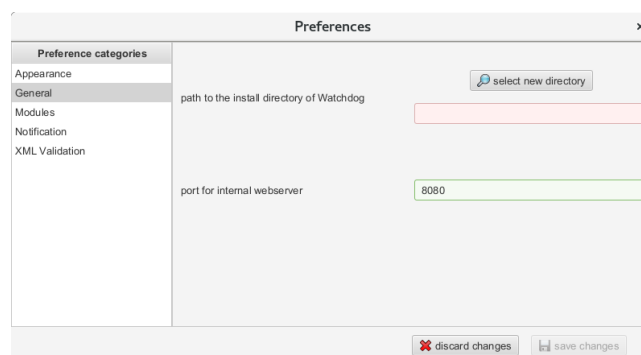 Preferences
Preference categories
Appearance
General
Modules
Notification
XML Validation
select new directory
path to the install directory of Watchdog
port for internal webserver
8080
discard changes
save changes